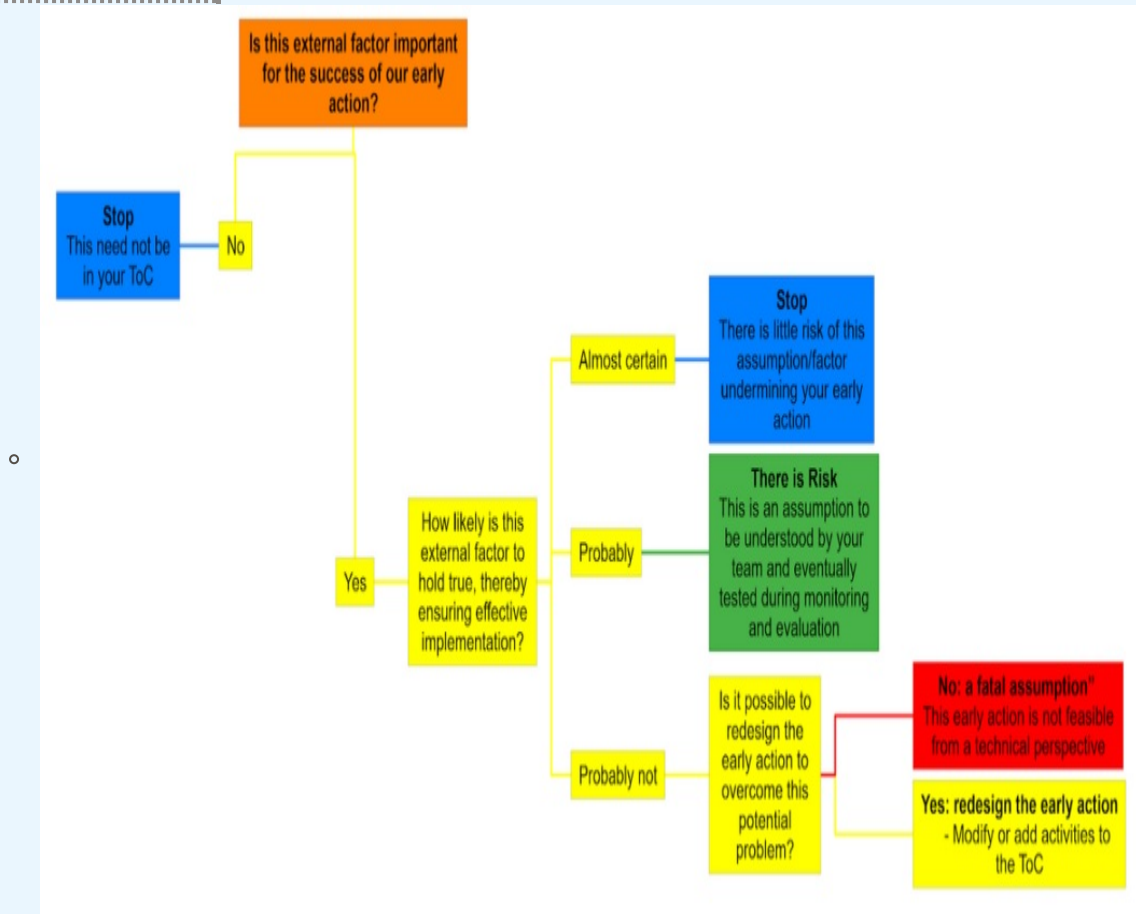 Is this external factor important
for the success of our early
action?
Stop
This need not be
in your ToC
No
Yes
How likely is this
external factor to
hold true, thereby
ensuring effective
implementation?
Almost certain
Stop
There is little risk of this
assumption/factor
undermining your early
action
Probably
There is Risk
This is an assumption to
be understood by your
team and eventually
tested during monitoring
and evaluation
Probably not
Is it possible to
redesign the
early action to
overcome this
potential
problem?
No: a fatal assumption"
This early action is not feasible
from a technical perspective
Yes: redesign the early action
- Modify or add activities to
the ToC